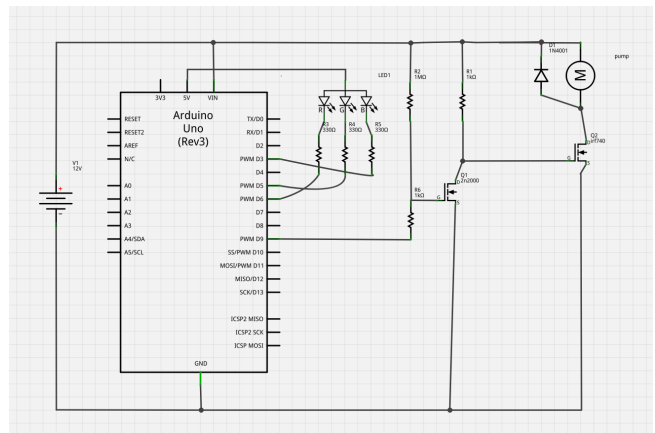 D1
1N4001
pump
M
R2
1MΩ
R1
1kΩ
LED1
3V3
5V
VIN
R
G
B
Arduino
Uno
(Rev3)
RESET
RESET2
AREF
N/C
A0
A1
A2
A3
A4/SDA
A5/SCL
TX/D0
RX/D1
D2
PWM D3
D4
PWM D5
PWM D6
D7
D8
PWM D9
SS/PWM D10
MOSI/PWM D11
MISO/D12
SCK/D13
ICSP2 MISO
ICSP2 SCK
ICSP MOSI
GND
R3
330Ω
R4
330Ω
R5
330Ω
V1
12V
+
R6
1kΩ
Q1
2n2000
D
G
S
Q2
irf740
D
G
S